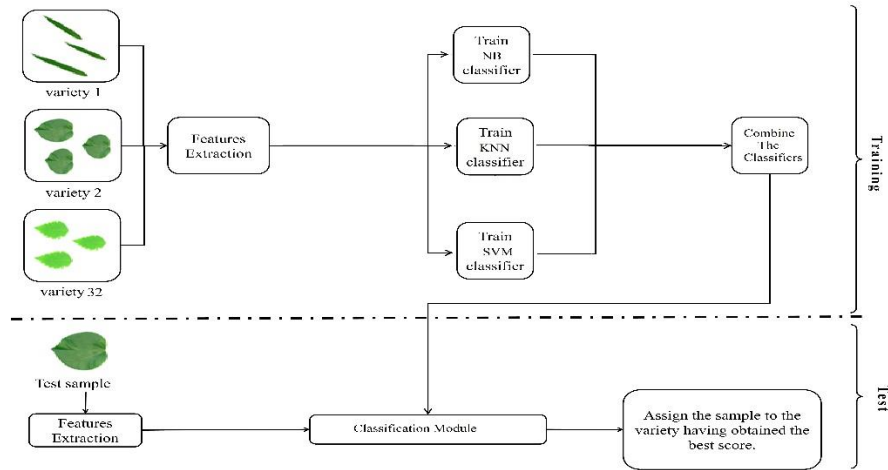 variety 1
variety 2
variety 32
Features
Extraction
Train
NB
classifier
Train
KNN
classifier
Train
SVM
classifier
Combine
The
Classifiers
Training
Test sample
Features
Extraction
Classification Module
Assign the sample to the
variety having obtained the
best score.
Test